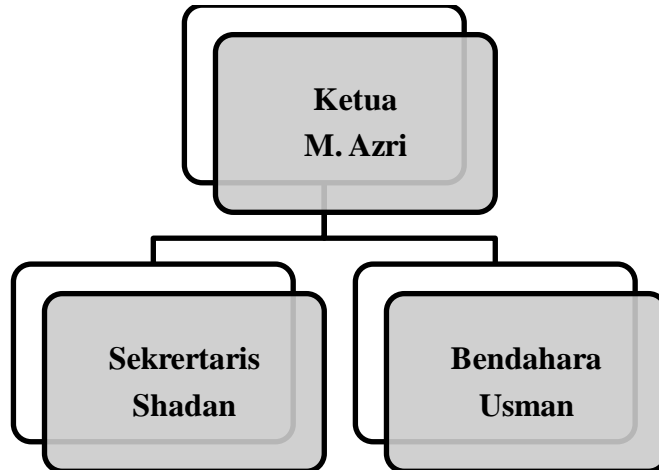 Ketua
M. Azri
Sekrertaris
Shadan
Bendahara
Usman